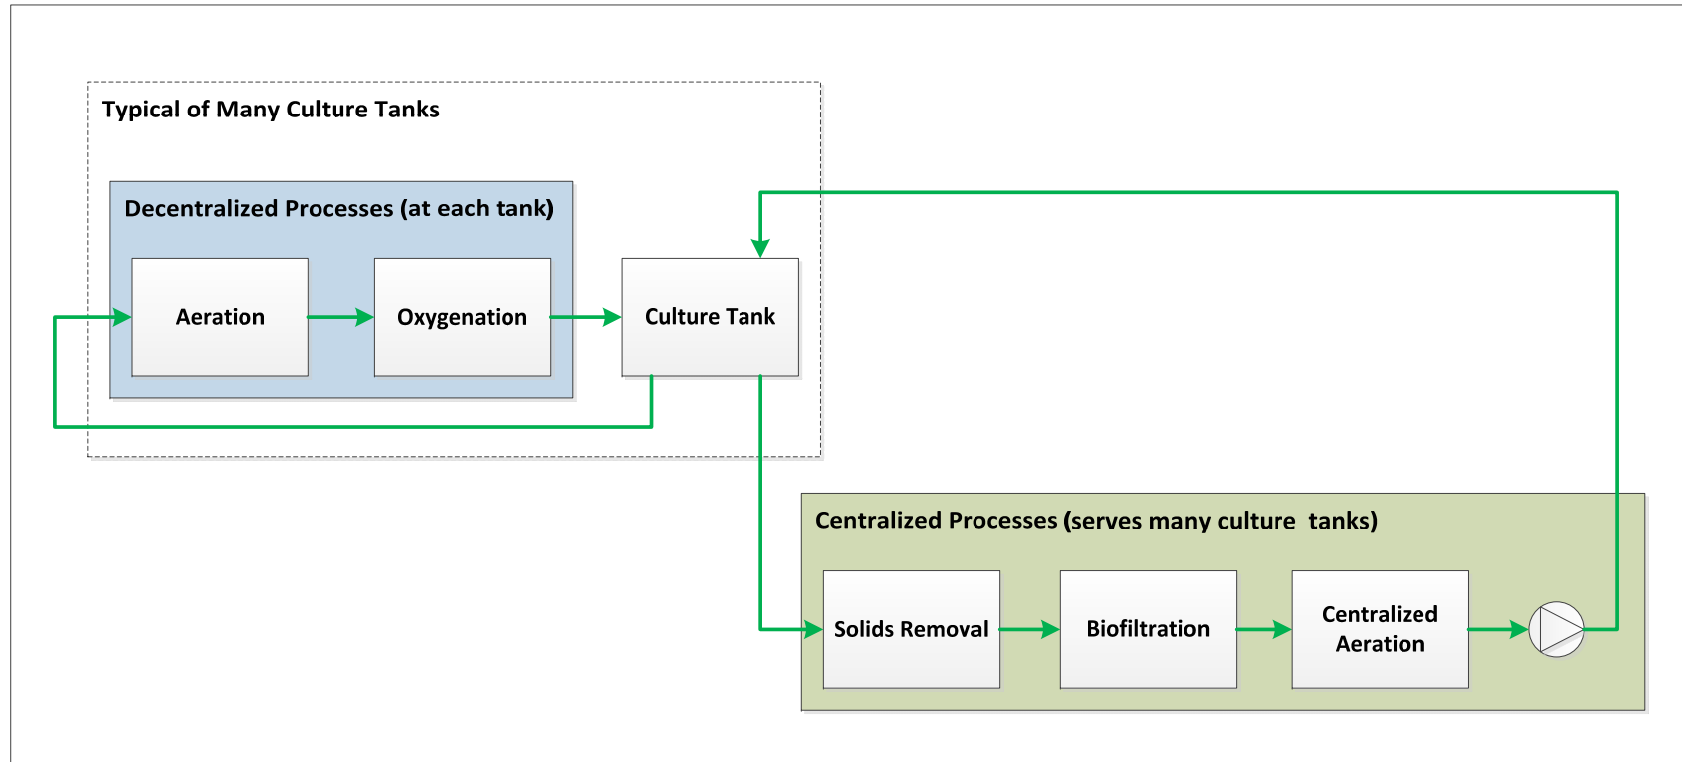 Typical of Many Culture Tanks
Decentralized Processes (at each tank)
Aeration
Oxygenation
Culture Tank
Centralized Processes (serves many culture tanks)
Solids Removal
Biofiltration
Centralized
Aeration